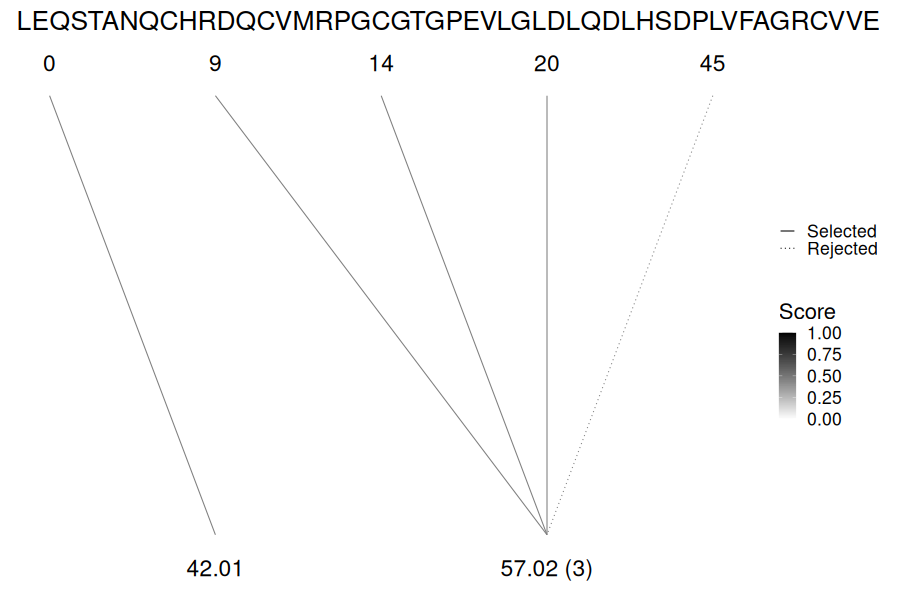 LEQSTANQCHRDQCVMRPGCGTGPEVLGLDLQDLHSDPLVFAGRCVVE
0 9 14 20 45
Selected
Rejected
Score
1.00
0.75
0.50
0.25
0.00
42.01 57.02 (3)